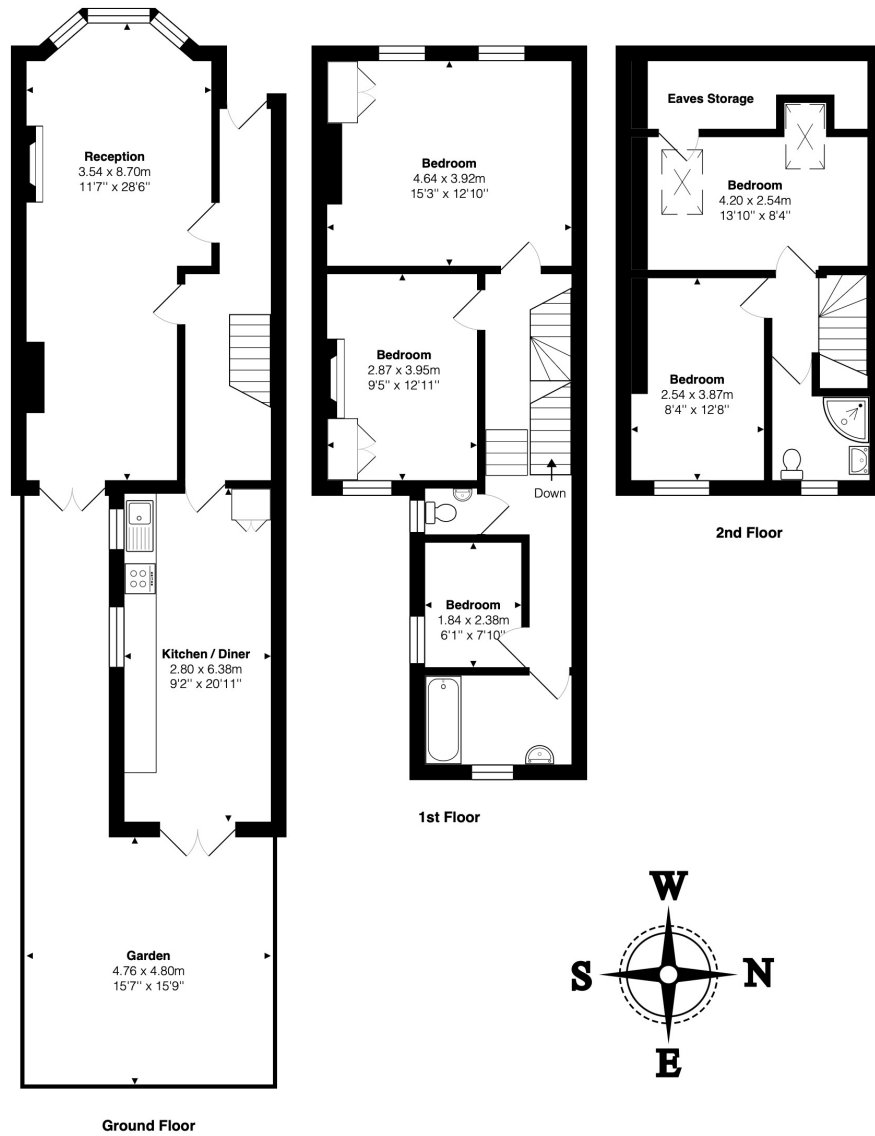 Reception
3.54 x 8.70m
11'7'' x 28'6''
Kitchen / Diner
2.80 x 6.38m
9'2'' x 20'11''
Garden
4.76 x 4.80m
15'7'' x 15'9''
Ground Floor
Bedroom
4.64 x 3.92m
15'3'' x 12'10''
Bedroom
2.87 x 3.95m
9'5'' x 12'11''
Down
Bedroom
1.84 x 2.38m
6'1'' x 7'10''
1st Floor
Eaves Storage
Bedroom
4.20 x 2.54m
13'10'' x 8'4''
Bedroom
2.54 x 3.87m
8'4'' x 12'8''
2nd Floor
W
S
N
E